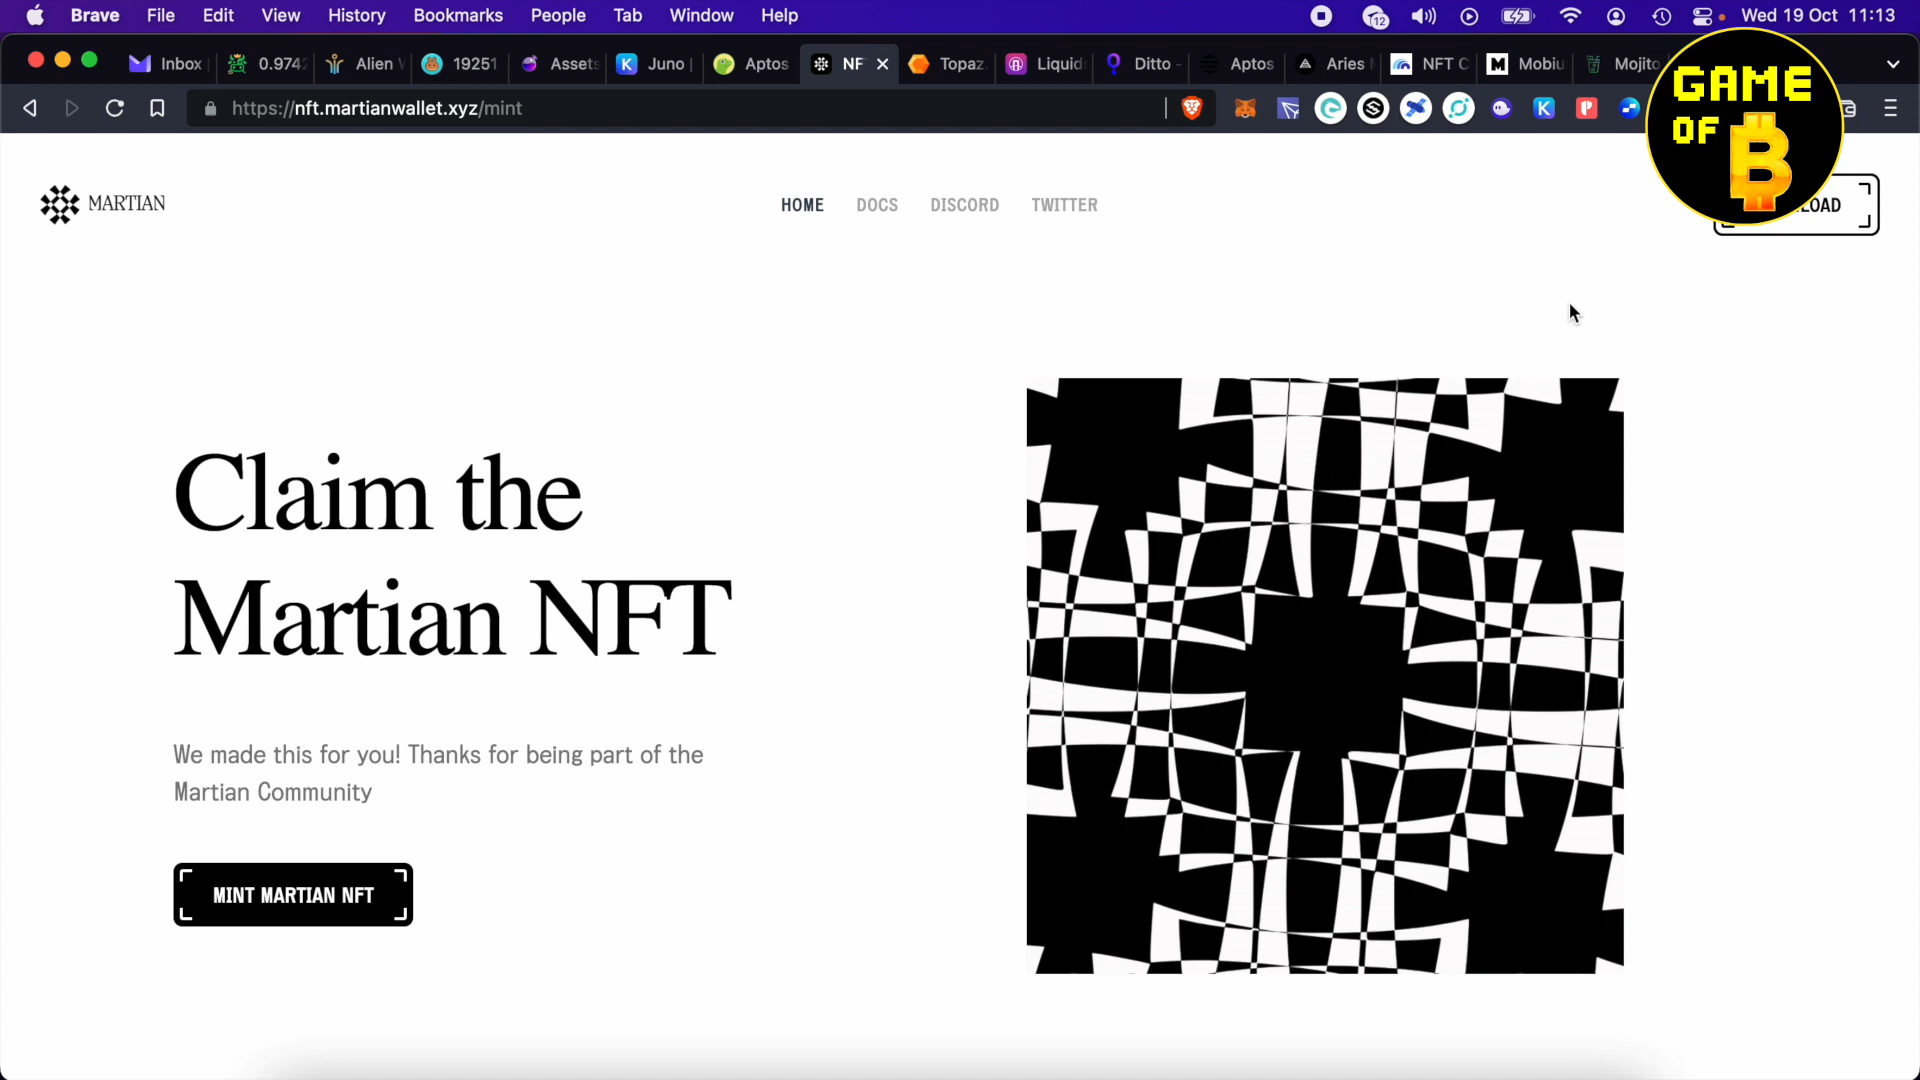 Brave File Edit View History Bookmarks People Tab Window Help 12 Wed 19 Oct 11:13
Inbox 0.974 Alien 19251 Assets Juno | Aptos NF Topaz Liquid Ditto - Aptos Aries NFT C Mobiu Mojito
https://nft.martianwallet.xyz/mint
GAME
OF B
MARTIAN HOME DOCS DISCORD TWITTER LOAD
Claim the
Martian NFT
We made this for you! Thanks for being part of the
Martian Community
MINT MARTIAN NFT